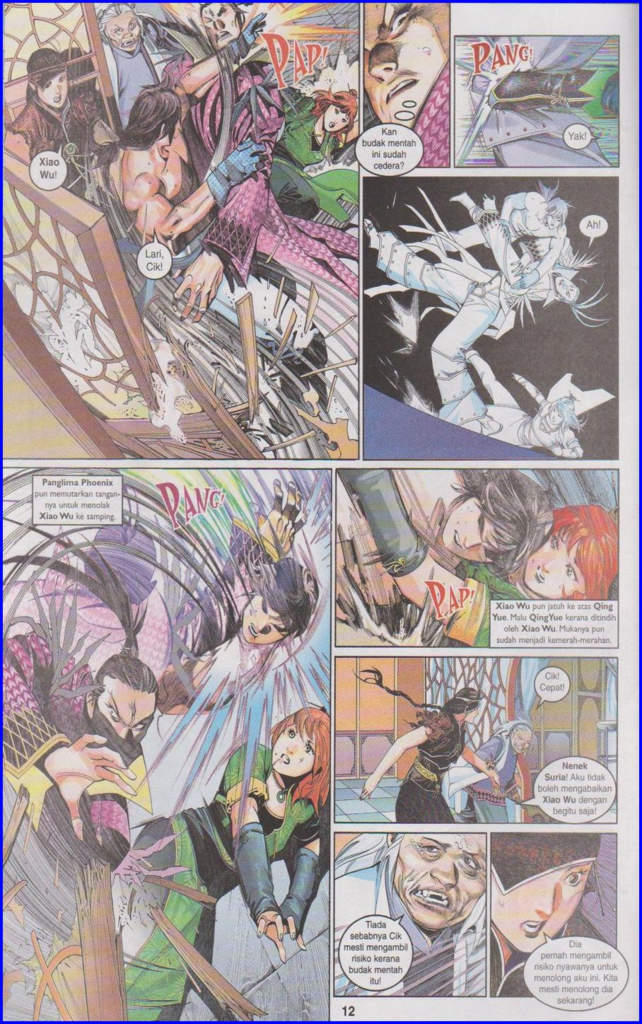 PAP!
Xiao
Wu!
Lari,
Cik!
Kan
budak mentah
ini sudah
cedera?
PANG!
Yak!
Ah!
Panglima Phoenix
pun memutarkan tangan-
nya untuk menolak
Xiao Wu ke samping.
PANG!
PAP!
Xiao Wu pun jatuh ke atas Qing
Yue. Malu QingYue kerana ditindih
oleh Xiao Wu. Mukanya pun
sudah menjadi kemerah-merahan.
Cik!
Cepat!
Nenek
Suria! Aku tidak
boleh mengabaikan
Xiao Wu dengan
begitu saja!
Tiada
sebabnya Cik
mesti mengambil
risiko kerana
budak mentah
itu!
Dia
pernah mengambil
risiko nyawanya untuk
menolong aku ini. Kita
mesti menolong dia
sekarang!
12